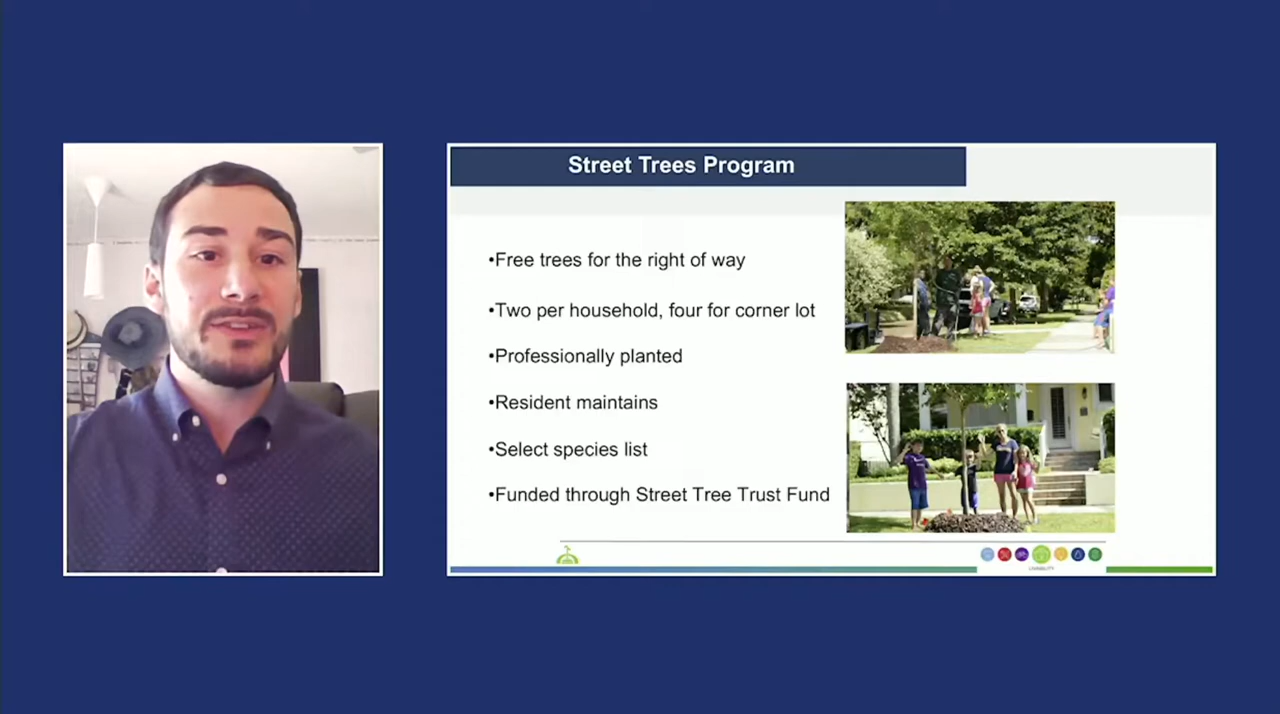 Street Trees Program
•Free trees for the right of way
•Two per household, four for corner lot
•Professionally planted
•Resident maintains
•Select species list
•Funded through Street Tree Trust Fund
LIVABILITY